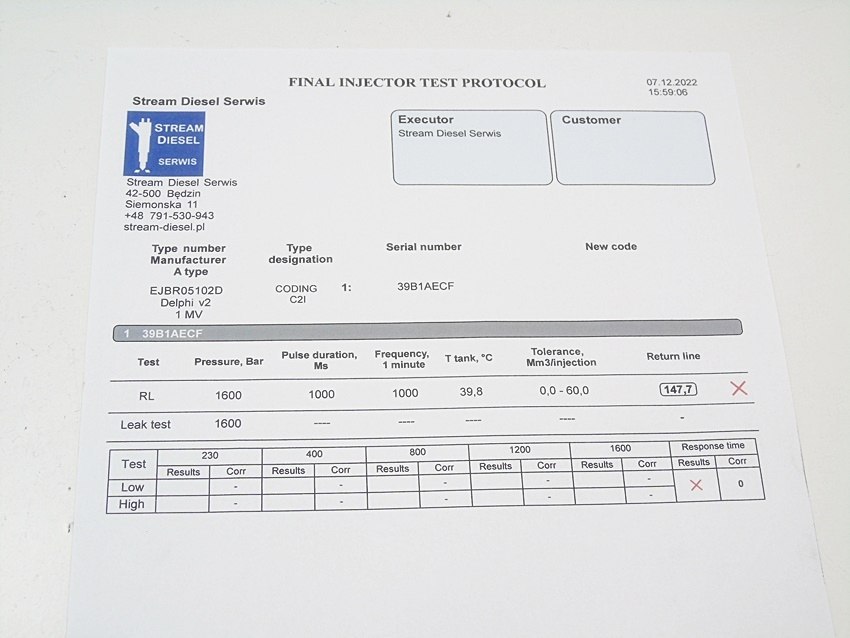 FINAL INJECTOR TEST PROTOCOL
07.12.2022
15:59:06
Stream Diesel Serwis
STREAM
DIESEL
SERWIS
Executor
Stream Diesel Serwis
Customer
Stream Diesel Serwis
42-500 Będzin
Siemonska 11
+48 791-530-943
stream-diesel.pl
Type number
Manufacturer
A type
Type
designation
Serial number
New code
EJBR05102D
Delphi v2
1 MV
CODING
C2I
1:
39B1AECF
1 39B1AECF
Test Pressure, Bar Pulse duration, Ms Frequency, 1 minute T tank, °C Tolerance, Mm3/injection Return line
RL 1600 1000 1000 39,8 0,0 - 60,0 147,7
Leak test 1600 ---- ---- ---- ---- -
Test 230 400 800 1200 1600 Response time
Results Corr Results Corr Results Corr Results Corr Results Corr Results Corr
Low - - - - - 0
High - - - - -